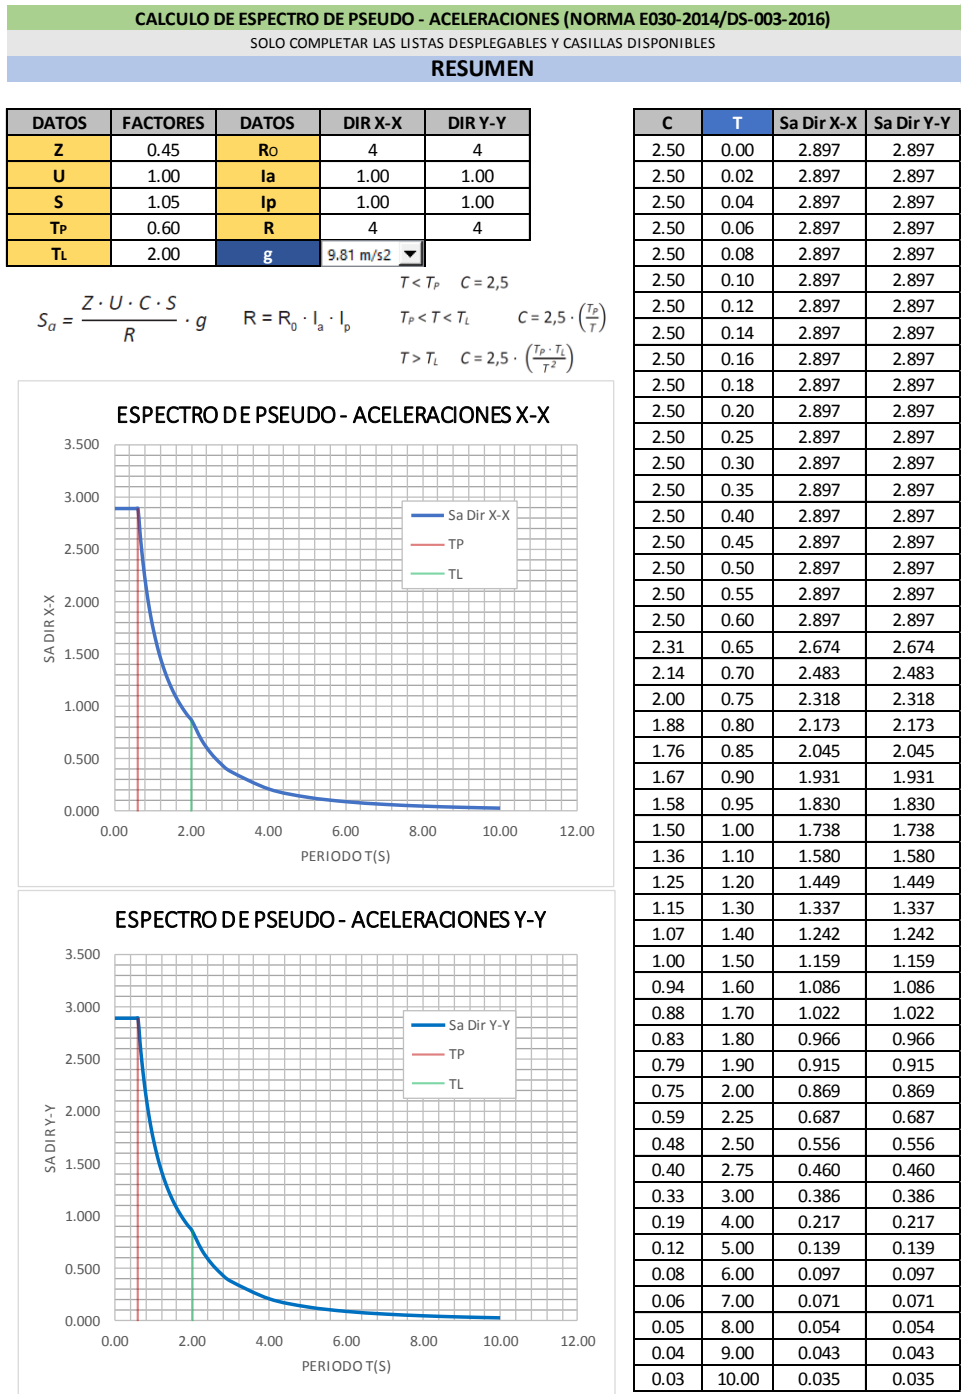 CALCULO DE ESPECTRO DE PSEUDO - ACELERACIONES (NORMA E030-2014/DS-003-2016)
SOLO COMPLETAR LAS LISTAS DESPLEGABLES Y CASILLAS DISPONIBLES
RESUMEN
DATOS FACTORES DATOS DIR X-X DIR Y-Y
Z 0.45 RO 4 4
U 1.00 Ia 1.00 1.00
S 1.05 Ip 1.00 1.00
TP 0.60 R 4 4
TL 2.00 g 9.81 m/s2
Sa = Z · U · C · S / R · g
R = R0 · Ia · Ip
T < TP C = 2,5
TP < T < TL C = 2,5 · (TP / T)
T > TL C = 2,5 · (TP · TL / T²)
ESPECTRO DE PSEUDO - ACELERACIONES X-X
3.500
3.000
2.500
2.000
1.500
1.000
0.500
0.000
SA DIR X-X
Sa Dir X-X
TP
TL
0.00 2.00 4.00 6.00 8.00 10.00 12.00
PERIODO T(S)
ESPECTRO DE PSEUDO - ACELERACIONES Y-Y
3.500
3.000
2.500
2.000
1.500
1.000
0.500
0.000
SA DIR Y-Y
Sa Dir Y-Y
TP
TL
0.00 2.00 4.00 6.00 8.00 10.00 12.00
PERIODO T(S)
C T Sa Dir X-X Sa Dir Y-Y
2.50 0.00 2.897 2.897
2.50 0.02 2.897 2.897
2.50 0.04 2.897 2.897
2.50 0.06 2.897 2.897
2.50 0.08 2.897 2.897
2.50 0.10 2.897 2.897
2.50 0.12 2.897 2.897
2.50 0.14 2.897 2.897
2.50 0.16 2.897 2.897
2.50 0.18 2.897 2.897
2.50 0.20 2.897 2.897
2.50 0.25 2.897 2.897
2.50 0.30 2.897 2.897
2.50 0.35 2.897 2.897
2.50 0.40 2.897 2.897
2.50 0.45 2.897 2.897
2.50 0.50 2.897 2.897
2.50 0.55 2.897 2.897
2.50 0.60 2.897 2.897
2.31 0.65 2.674 2.674
2.14 0.70 2.483 2.483
2.00 0.75 2.318 2.318
1.88 0.80 2.173 2.173
1.76 0.85 2.045 2.045
1.67 0.90 1.931 1.931
1.58 0.95 1.830 1.830
1.50 1.00 1.738 1.738
1.36 1.10 1.580 1.580
1.25 1.20 1.449 1.449
1.15 1.30 1.337 1.337
1.07 1.40 1.242 1.242
1.00 1.50 1.159 1.159
0.94 1.60 1.086 1.086
0.88 1.70 1.022 1.022
0.83 1.80 0.966 0.966
0.79 1.90 0.915 0.915
0.75 2.00 0.869 0.869
0.59 2.25 0.687 0.687
0.48 2.50 0.556 0.556
0.40 2.75 0.460 0.460
0.33 3.00 0.386 0.386
0.19 4.00 0.217 0.217
0.12 5.00 0.139 0.139
0.08 6.00 0.097 0.097
0.06 7.00 0.071 0.071
0.05 8.00 0.054 0.054
0.04 9.00 0.043 0.043
0.03 10.00 0.035 0.035